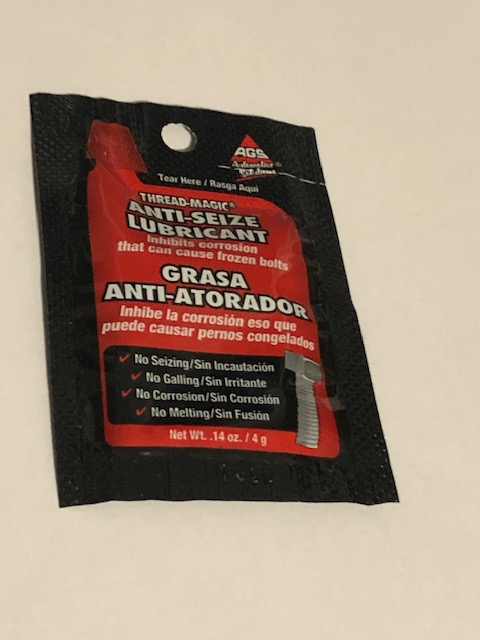 AGS
Automotive
Solutions®
Tear Here / Rasga Aqui
THREAD-MAGIC®
ANTI-SEIZE
LUBRICANT
Inhibits corrosion
that can cause frozen bolts
GRASA
ANTI-ATORADOR
Inhibe la corrosión eso que
puede causar pernos congelados
No Seizing/Sin Incautación
No Galling/Sin Irritante
No Corrosion/Sin Corrosión
No Melting/Sin Fusión
Net Wt. .14 oz. / 4 g